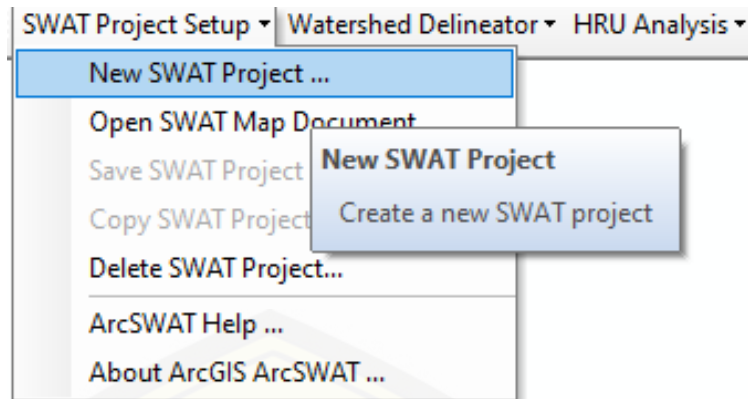 SWAT Project Setup Watershed Delineator HRU Analysis
New SWAT Project ...
Open SWAT Map Document
Save SWAT Project
New SWAT Project
Copy SWAT Project
Create a new SWAT project
Delete SWAT Project...
ArcSWAT Help ...
About ArcGIS ArcSWAT ...